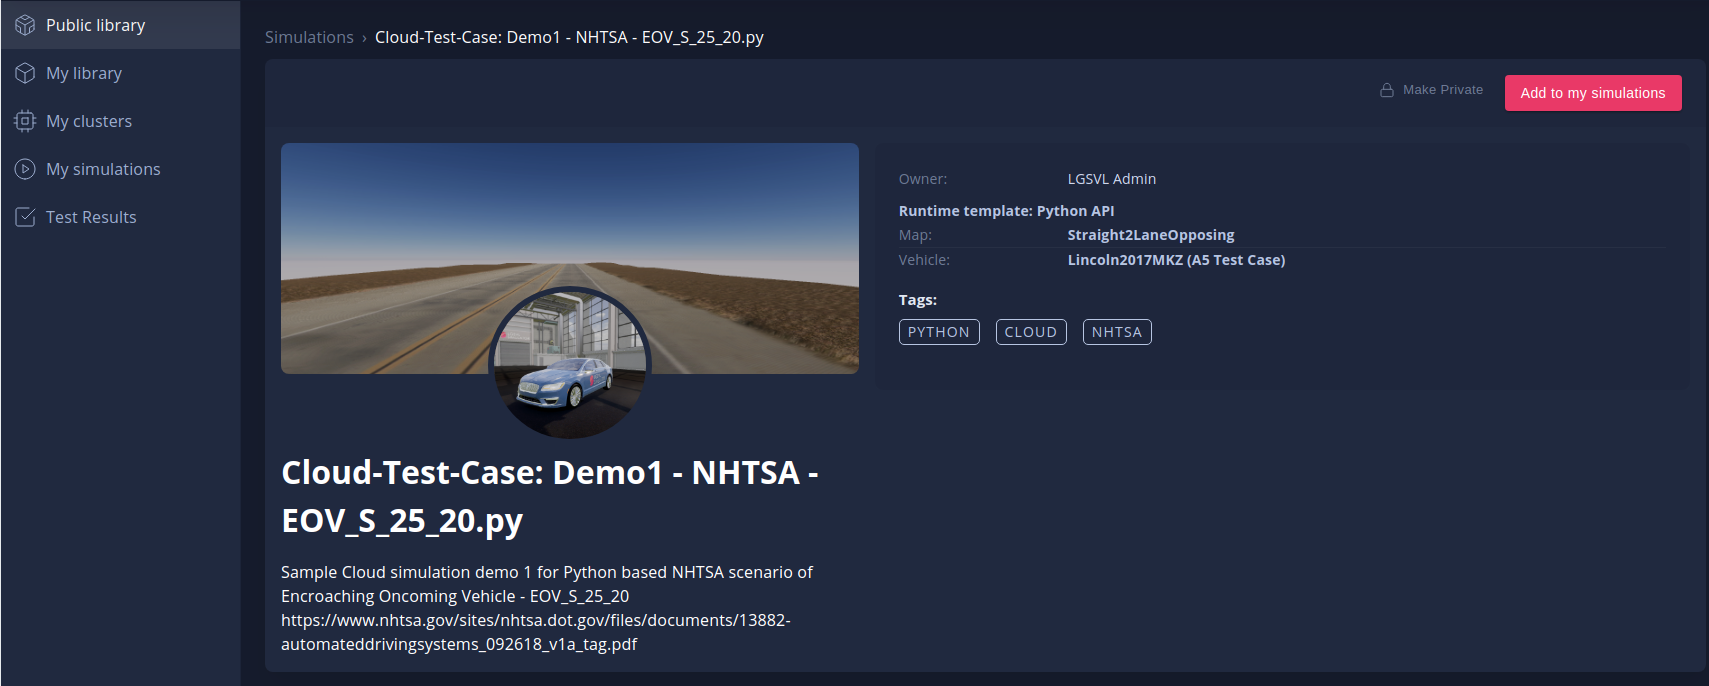 Public library
My library
My clusters
My simulations
Test Results
Simulations › Cloud-Test-Case: Demo1 - NHTSA - EOV_S_25_20.py
Make Private
Add to my simulations
Cloud-Test-Case: Demo1 - NHTSA -
EOV_S_25_20.py
Sample Cloud simulation demo 1 for Python based NHTSA scenario of
Encroaching Oncoming Vehicle - EOV_S_25_20
https://www.nhtsa.gov/sites/nhtsa.dot.gov/files/documents/13882-
automateddrivingsystems_092618_v1a_tag.pdf
Owner: LGSVL Admin
Runtime template: Python API
Map: Straight2LaneOpposing
Vehicle: Lincoln2017MKZ (A5 Test Case)
Tags:
PYTHON CLOUD NHTSA